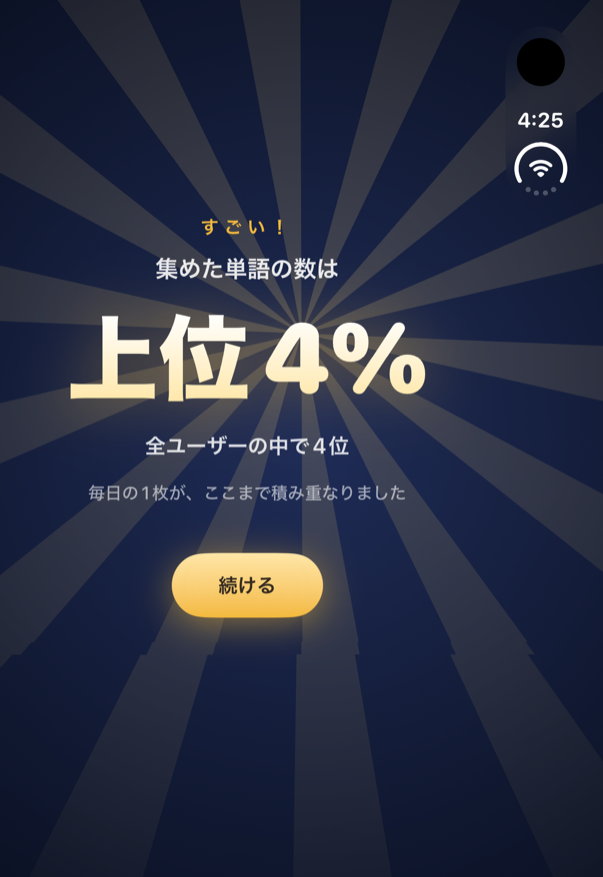 4:25
すごい！
集めた単語の数は
上位4%
全ユーザーの中で4位
毎日の1枚が、ここまで積み重なりました
続ける